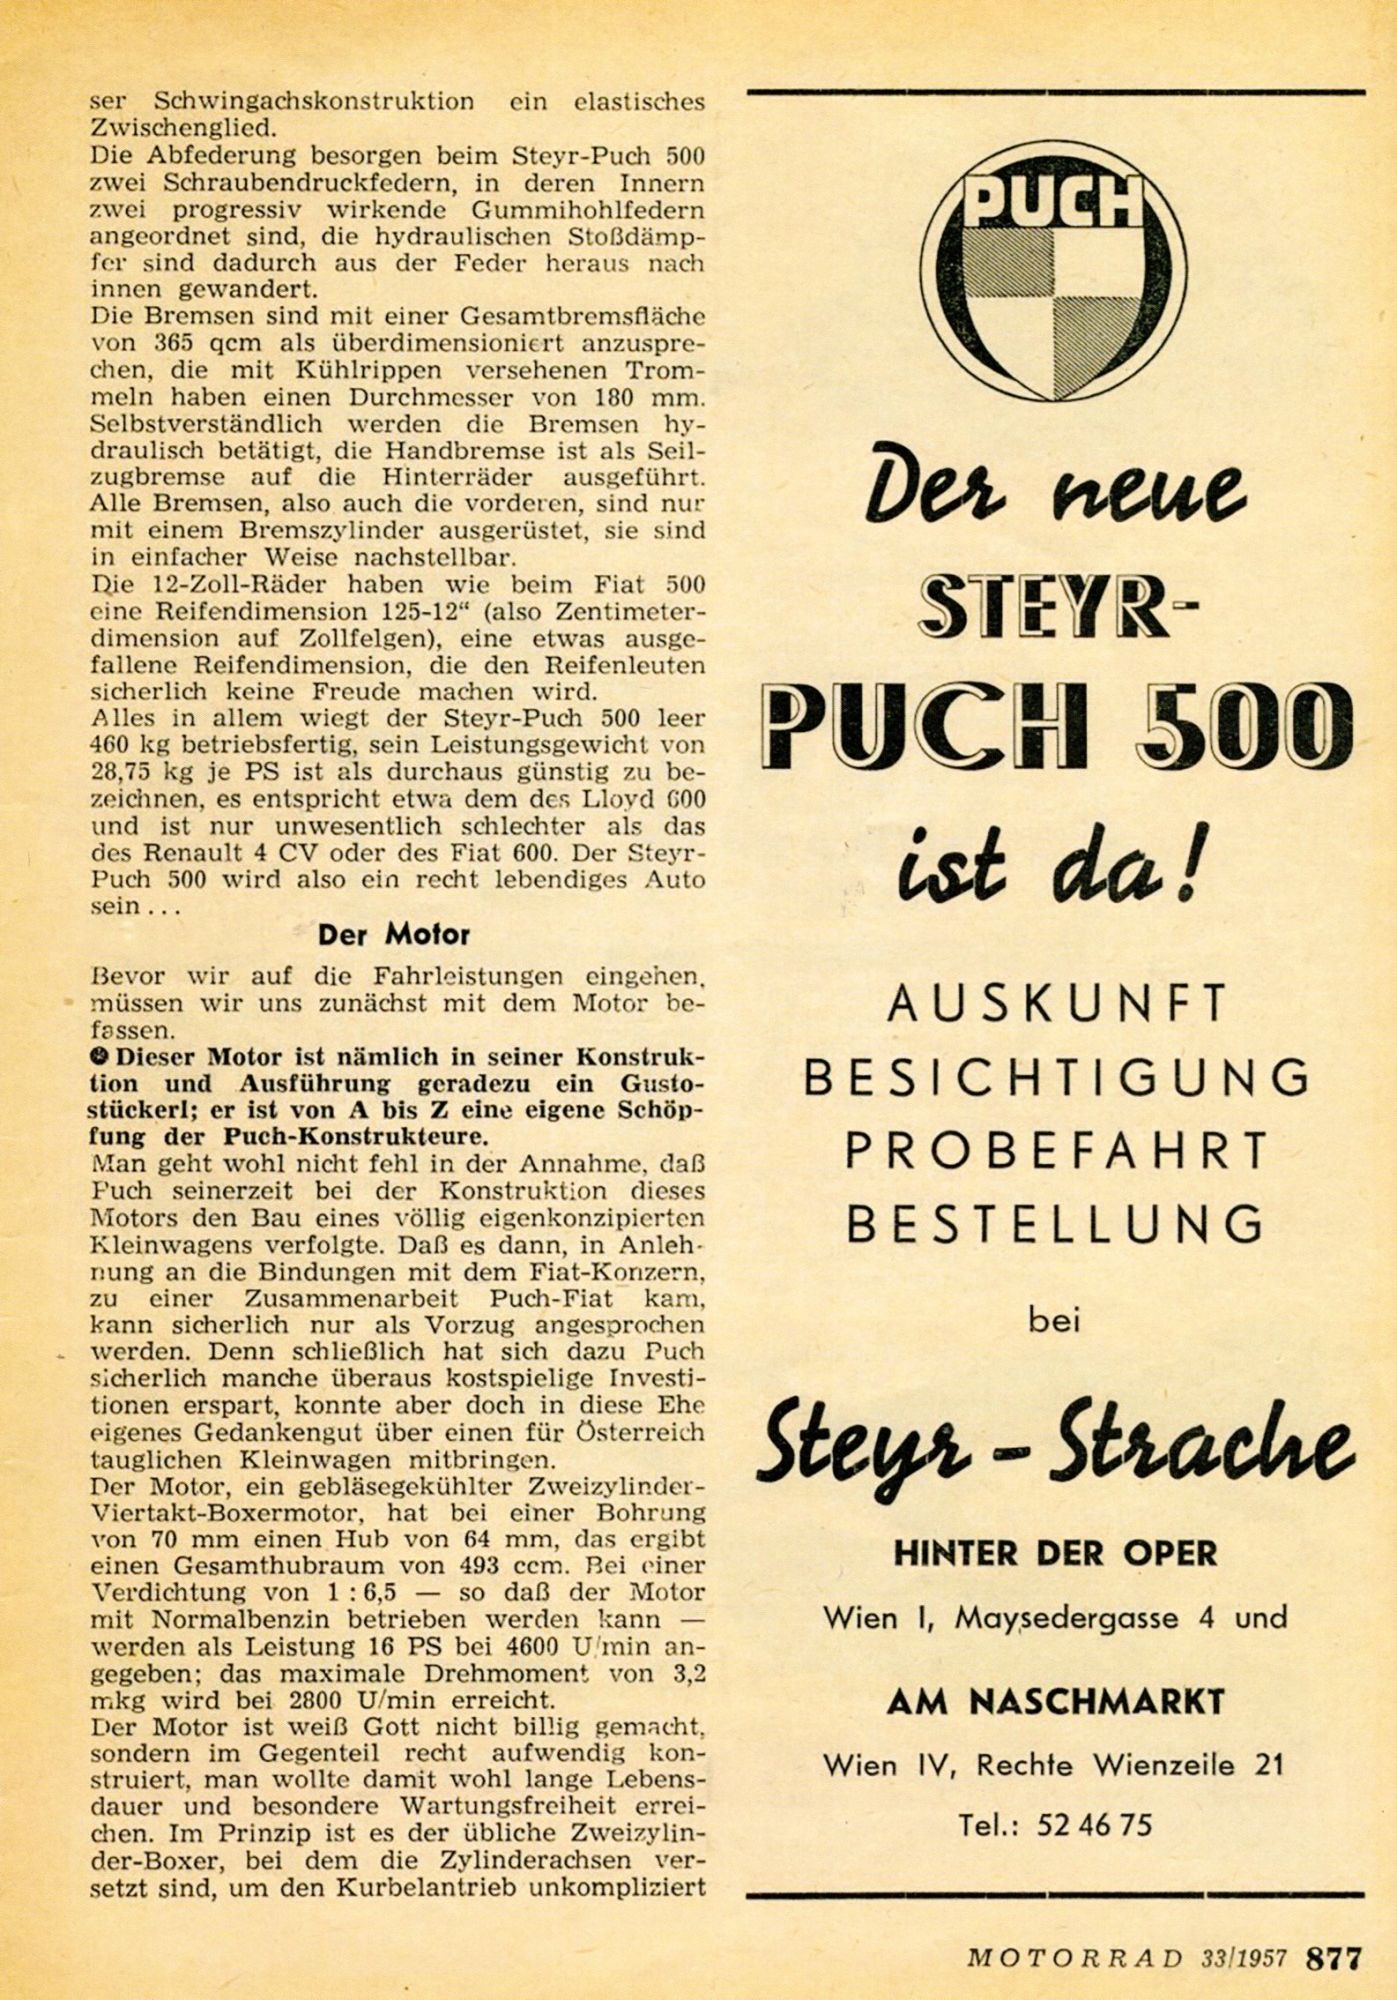 ser Schwingachskonstruktion ein elastisches
Zwischenglied.
Die Abfederung besorgen beim Steyr-Puch 500
zwei Schraubendruckfedern, in deren Innern
zwei progressiv wirkende Gummihohlfedern
angeordnet sind, die hydraulischen Stoßdämp-
fer sind dadurch aus der Feder heraus nach
innen gewandert.
Die Bremsen sind mit einer Gesamtbremsfläche
von 365 qcm als überdimensioniert anzuspre-
chen, die mit Kühlrippen versehenen Trom-
meln haben einen Durchmesser von 180 mm.
Selbstverständlich werden die Bremsen hy-
draulisch betätigt, die Handbremse ist als Seil-
zugbremse auf die Hinterräder ausgeführt.
Alle Bremsen, also auch die vorderen, sind nur
mit einem Bremszylinder ausgerüstet, sie sind
in einfacher Weise nachstellbar.
Die 12-Zoll-Räder haben wie beim Fiat 500
eine Reifendimension 125-12“ (also Zentimeter-
dimension auf Zollfelgen), eine etwas ausge-
fallene Reifendimension, die den Reifenleuten
sicherlich keine Freude machen wird.
Alles in allem wiegt der Steyr-Puch 500 leer
460 kg betriebsfertig, sein Leistungsgewicht von
28,75 kg je PS ist als durchaus günstig zu be-
zeichnen, es entspricht etwa dem des Lloyd 600
und ist nur unwesentlich schlechter als das
des Renault 4 CV oder des Fiat 600. Der Steyr-
Puch 500 wird also ein recht lebendiges Auto
sein ...
Der Motor
Bevor wir auf die Fahrleistungen eingehen,
müssen wir uns zunächst mit dem Motor be-
fassen.
● Dieser Motor ist nämlich in seiner Konstruk-
tion und Ausführung geradezu ein Gusto-
stückerl; er ist von A bis Z eine eigene Schöp-
fung der Puch-Konstrukteure.
Man geht wohl nicht fehl in der Annahme, daß
Puch seinerzeit bei der Konstruktion dieses
Motors den Bau eines völlig eigenkonzipierten
Kleinwagens verfolgte. Daß es dann, in Anleh-
nung an die Bindungen mit dem Fiat-Konzern,
zu einer Zusammenarbeit Puch-Fiat kam,
kann sicherlich nur als Vorzug angesprochen
werden. Denn schließlich hat sich dazu Puch
sicherlich manche überaus kostspielige Investi-
tionen erspart, konnte aber doch in diese Ehe
eigenes Gedankengut über einen für Österreich
tauglichen Kleinwagen mitbringen.
Der Motor, ein gebläsegekühlter Zweizylinder-
Viertakt-Boxermotor, hat bei einer Bohrung
von 70 mm einen Hub von 64 mm, das ergibt
einen Gesamthubraum von 493 ccm. Bei einer
Verdichtung von 1 : 6,5 — so daß der Motor
mit Normalbenzin betrieben werden kann —
werden als Leistung 16 PS bei 4600 U/min an-
gegeben; das maximale Drehmoment von 3,2
mkg wird bei 2800 U/min erreicht.
Der Motor ist weiß Gott nicht billig gemacht,
sondern im Gegenteil recht aufwendig kon-
struiert, man wollte damit wohl lange Lebens-
dauer und besondere Wartungsfreiheit errei-
chen. Im Prinzip ist es der übliche Zweizylin-
der-Boxer, bei dem die Zylinderachsen ver-
setzt sind, um den Kurbelantrieb unkompliziert
PUCH
Der neue
STEYR-
PUCH 500
ist da!
AUSKUNFT
BESICHTIGUNG
PROBEFAHRT
BESTELLUNG
bei
Steyr - Strache
HINTER DER OPER
Wien I, Maysedergasse 4 und
AM NASCHMARKT
Wien IV, Rechte Wienzeile 21
Tel.: 52 46 75
MOTORRAD 33/1957 877